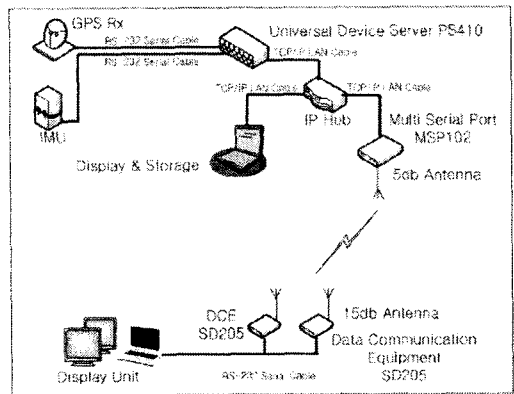 GPS Rx
RS-232 Serial Cable
RS-232 Serial Cable
Universal Device Server PS410
TCP/IP LAN Cable
TCP/IP LAN Cable
TCP/IP LAN Cable
IMU
IP Hub
Multi Serial Port
MSP102
Display & Storage
5db Antenna
DCE
SD205
15db Antenna
Data Communication
Equipment
SD205
Display Unit
RS-232 Serial Cable